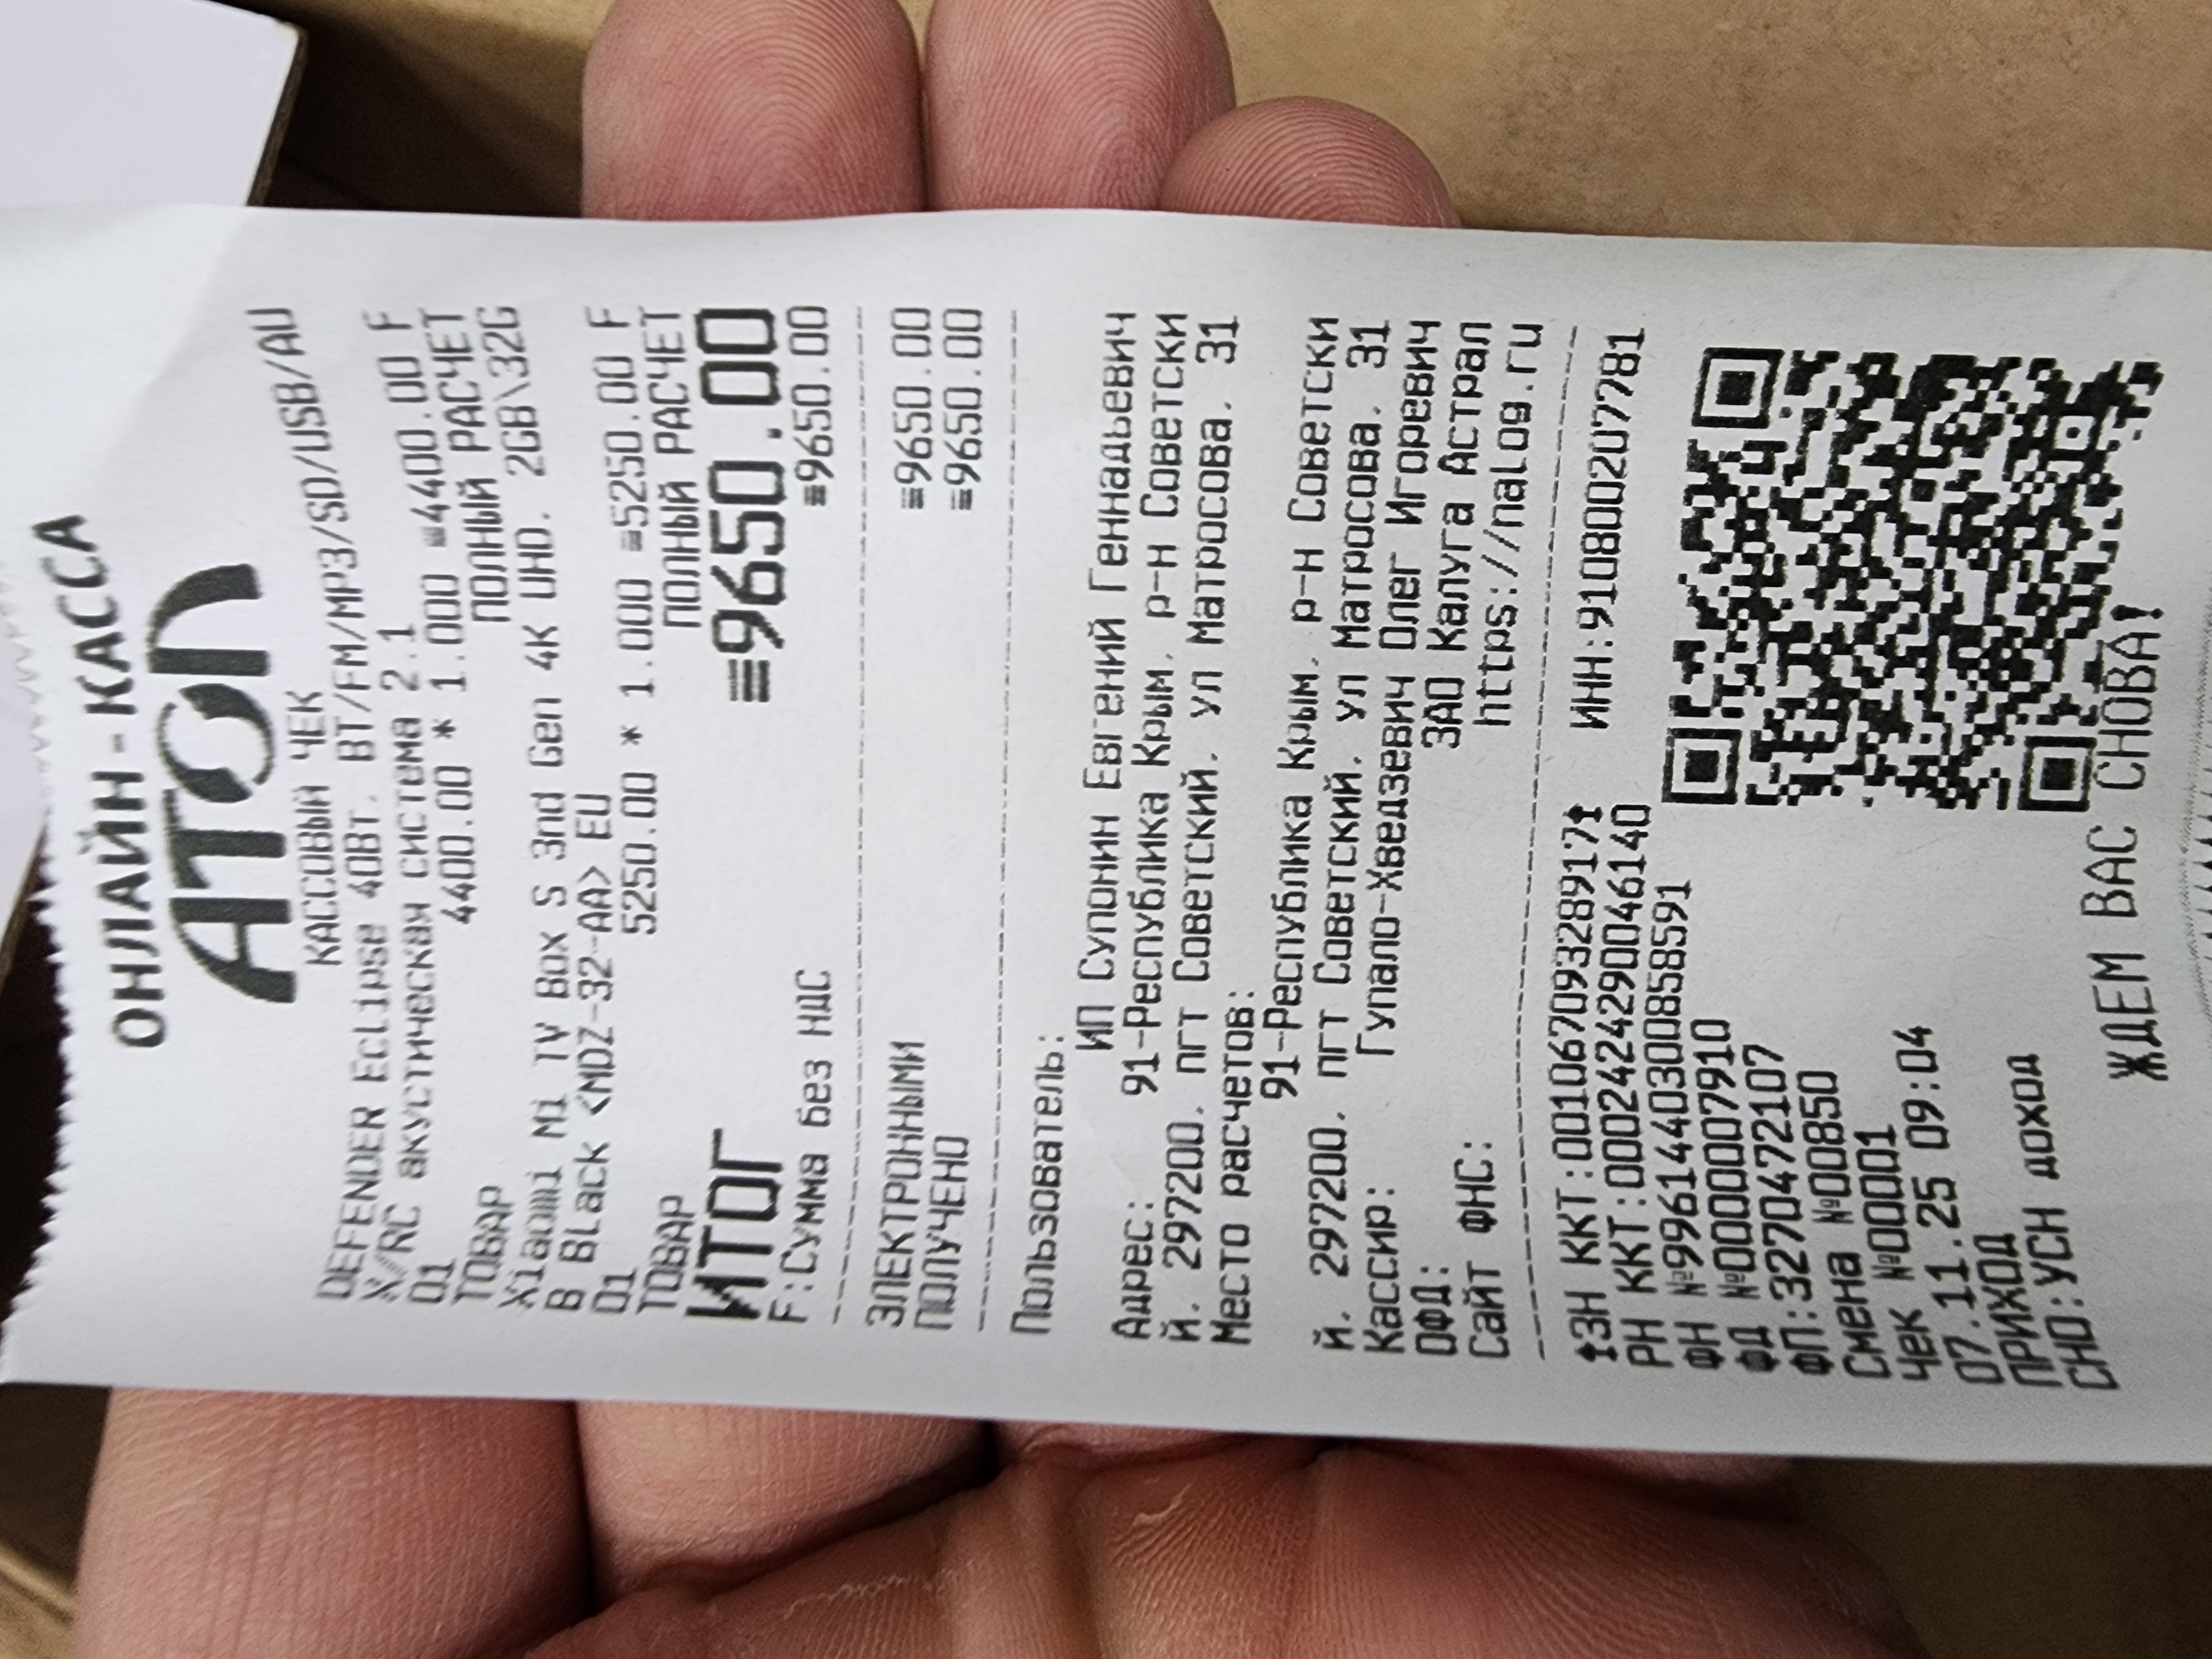 ОНЛАЙН-КАССА
АТОЛ
КАССОВЫЙ ЧЕК
DEFENDER Eclipse 40ВТ. BT/FM/MP3/SD/USB/AU
X/RC акустическая система 2.1
01 4400.00 * 1.000 ≡4400.00 F
ТОВАР ПОЛНЫЙ РАСЧЕТ
Xiaomi Mi TV Box S 3nd Gen 4K UHD. 2GB\32G
B Black <MDZ-32-AA> EU
01 5250.00 * 1.000 ≡5250.00 F
ТОВАР ПОЛНЫЙ РАСЧЕТ
ИТОГ ≡9650.00
F:Сумма без НДС ≡9650.00
ЭЛЕКТРОННЫМИ ≡9650.00
ПОЛУЧЕНО ≡9650.00
Пользователь:
ИП Супонин Евгений Геннадьевич
Адрес: 91-Республика Крым. р-н Советски
й. 297200. пгт Советский. ул Матросова. 31
Место расчетов:
91-Республика Крым. р-н Советски
й. 297200. пгт Советский. ул Матросова. 31
Кассир: Гупало-Хведзевич Олег Игоревич
ОФД: ЗАО Калуга Астрал
Сайт ФНС: https://nalog.ru
ЗН ККТ:00106709328917
РН ККТ:0002424290046140 ИНН:910800207781
ФН №9961440300858591
ФД №0000007910
ФП:3270472107
Смена №00850
Чек №000001
07.11.25 09:04
ПРИХОД
СНО:УСН доход
ЖДЕМ ВАС СНОВА!